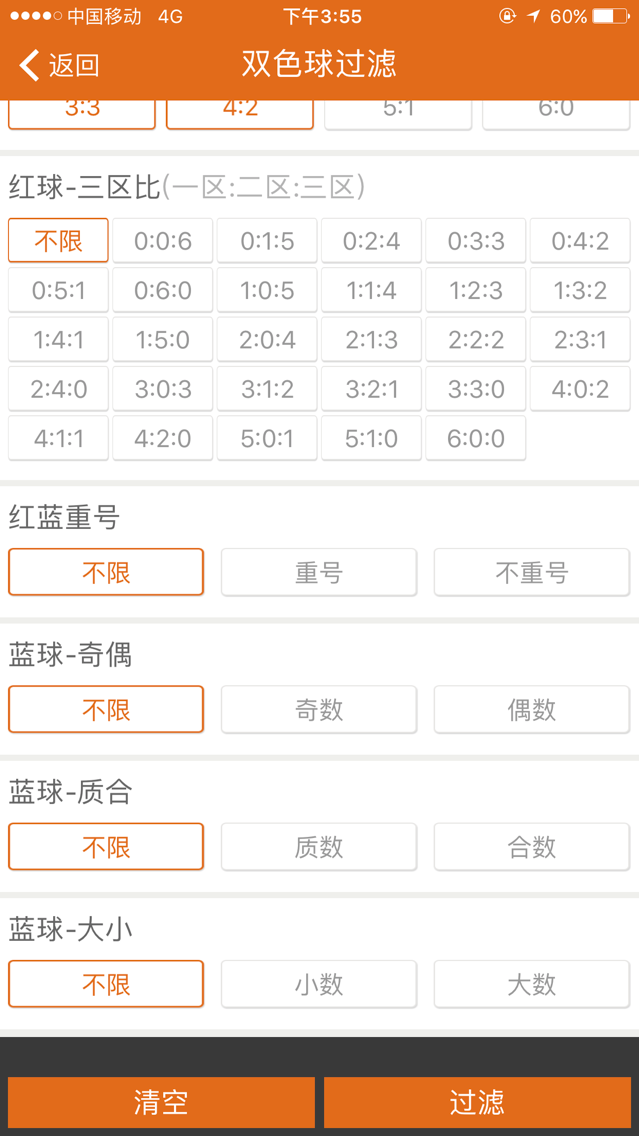 中国移动 4G 下午3:55 60%
返回 双色球过滤
3:3 4:2 5:1 6:0
红球-三区比(一区:二区:三区)
不限 0:0:6 0:1:5 0:2:4 0:3:3 0:4:2
0:5:1 0:6:0 1:0:5 1:1:4 1:2:3 1:3:2
1:4:1 1:5:0 2:0:4 2:1:3 2:2:2 2:3:1
2:4:0 3:0:3 3:1:2 3:2:1 3:3:0 4:0:2
4:1:1 4:2:0 5:0:1 5:1:0 6:0:0
红蓝重号
不限 重号 不重号
蓝球-奇偶
不限 奇数 偶数
蓝球-质合
不限 质数 合数
蓝球-大小
不限 小数 大数
清空 过滤